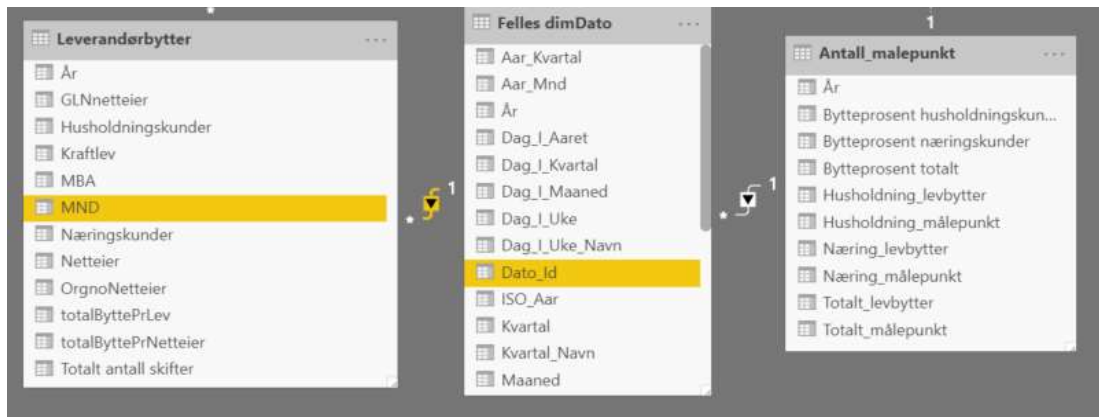 *
Leverandørbytter
...
År
GLNnetteier
Husholdningskunder
Kraftlev
MBA
MND
Næringskunder
Netteier
OrgnoNetteier
totalByttePrLev
totalByttePrNetteier
Totalt antall skifter
* 1
Felles dimDato
...
Aar_Kvartal
Aar_Mnd
År
Dag_I_Aaret
Dag_I_Kvartal
Dag_I_Maaned
Dag_I_Uke
Dag_I_Uke_Navn
Dato_Id
ISO_Aar
Kvartal
Kvartal_Navn
Maaned
* 1
1
Antall_malepunkt
...
År
Bytteprosent husholdningskun...
Bytteprosent næringskunder
Bytteprosent totalt
Husholdning_levbytter
Husholdning_målepunkt
Næring_levbytter
Næring_målepunkt
Totalt_levbytter
Totalt_målepunkt